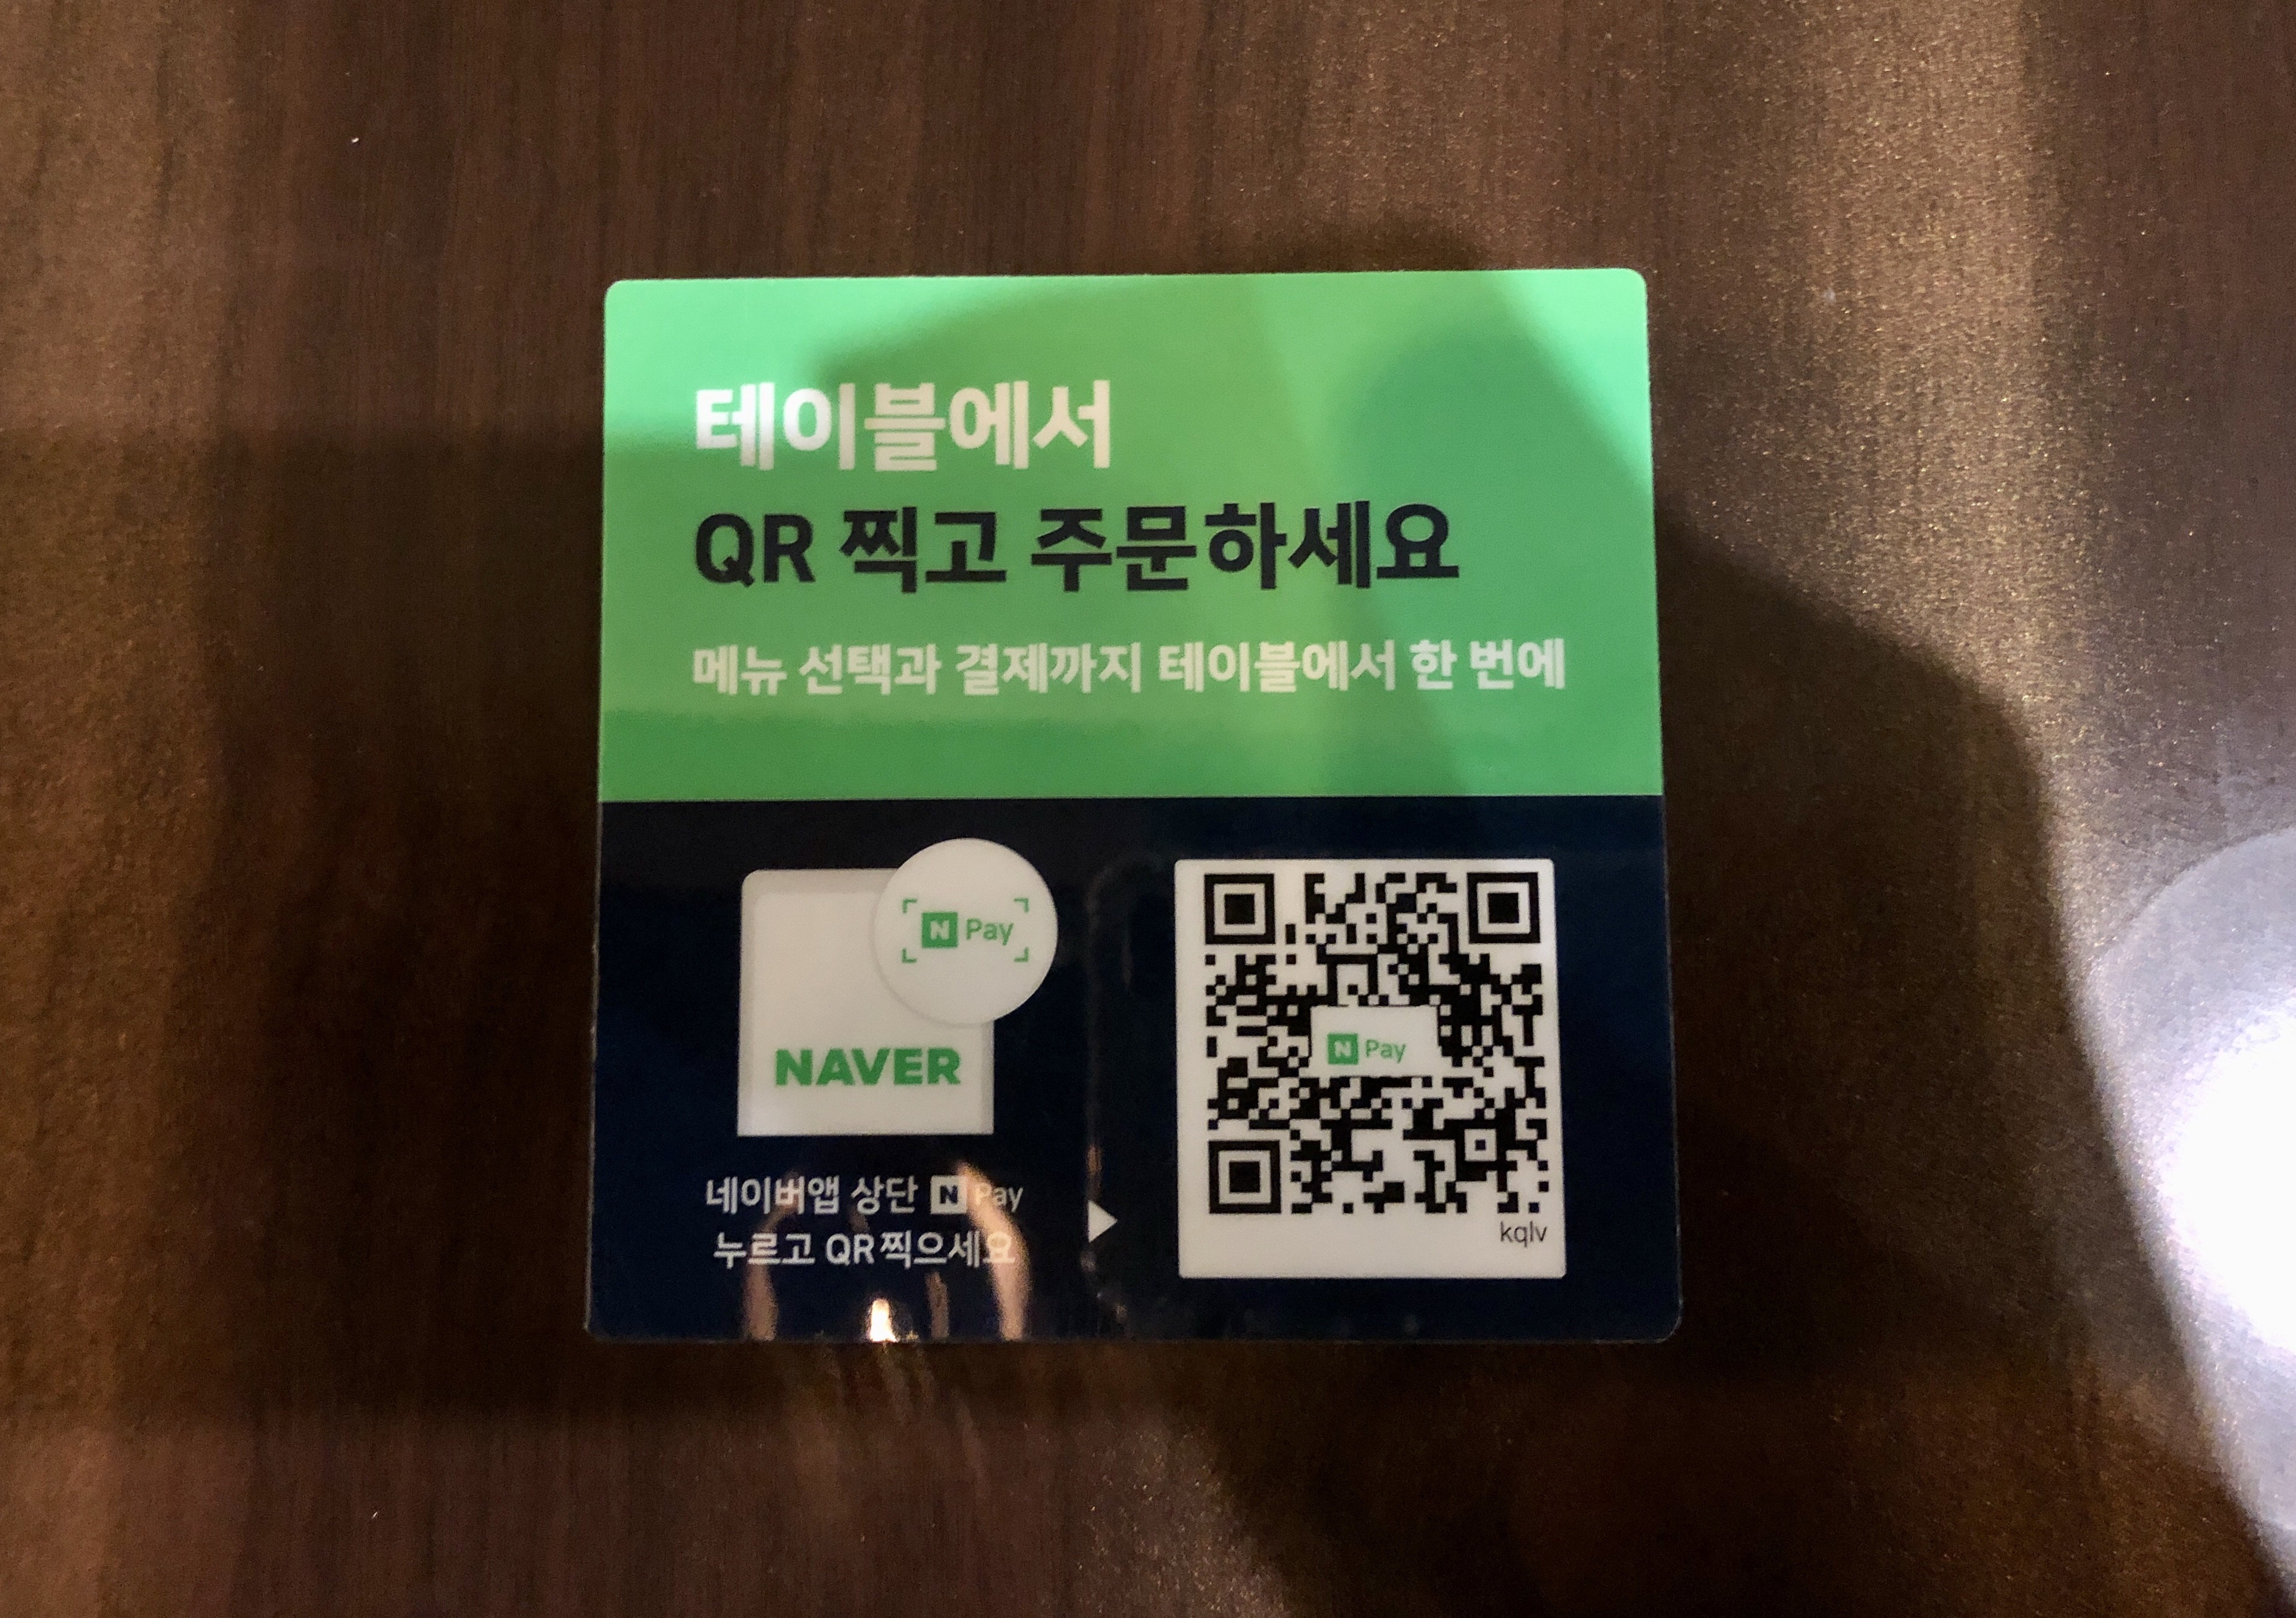 테이블에서
QR 찍고 주문하세요
메뉴 선택과 결제까지 테이블에서 한 번에
N Pay
NAVER
네이버앱 상단 N Pay
누르고 QR찍으세요
N Pay
kqlv